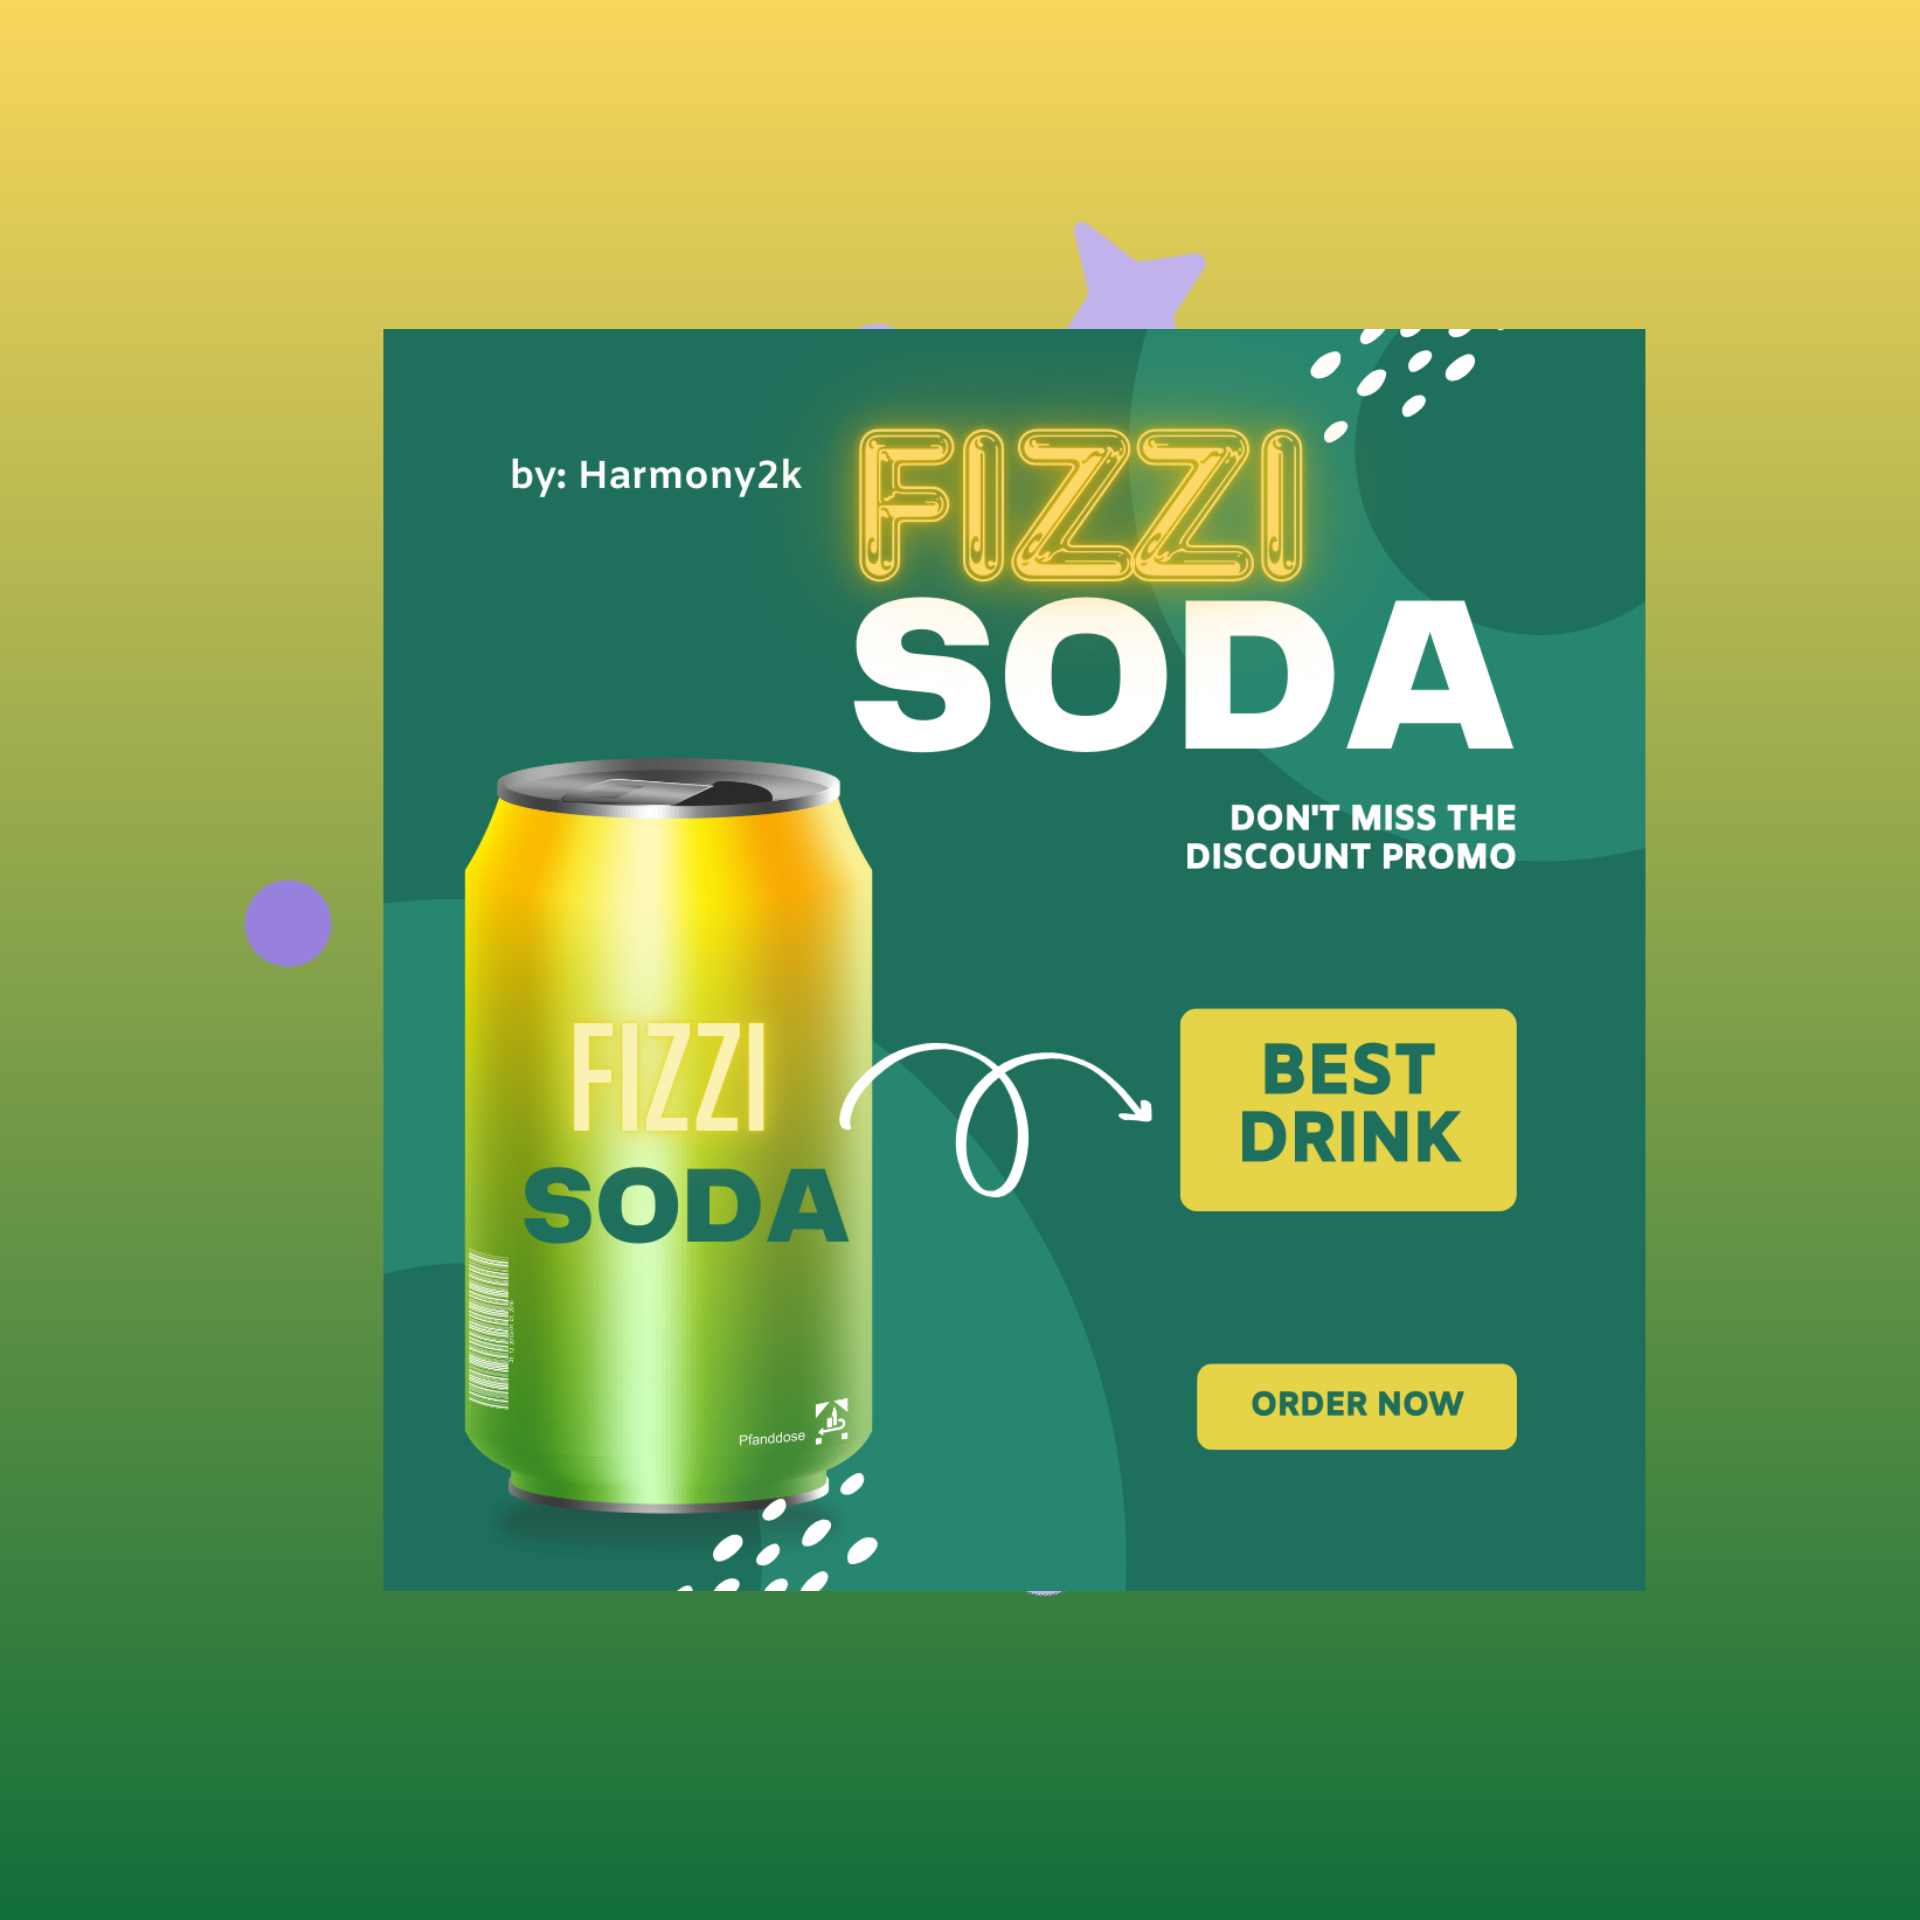 by: Harmony2k
FIZZI
SODA
DON'T MISS THE
DISCOUNT PROMO
FIZZI
SODA
BEST
DRINK
ORDER NOW
Pfanddose